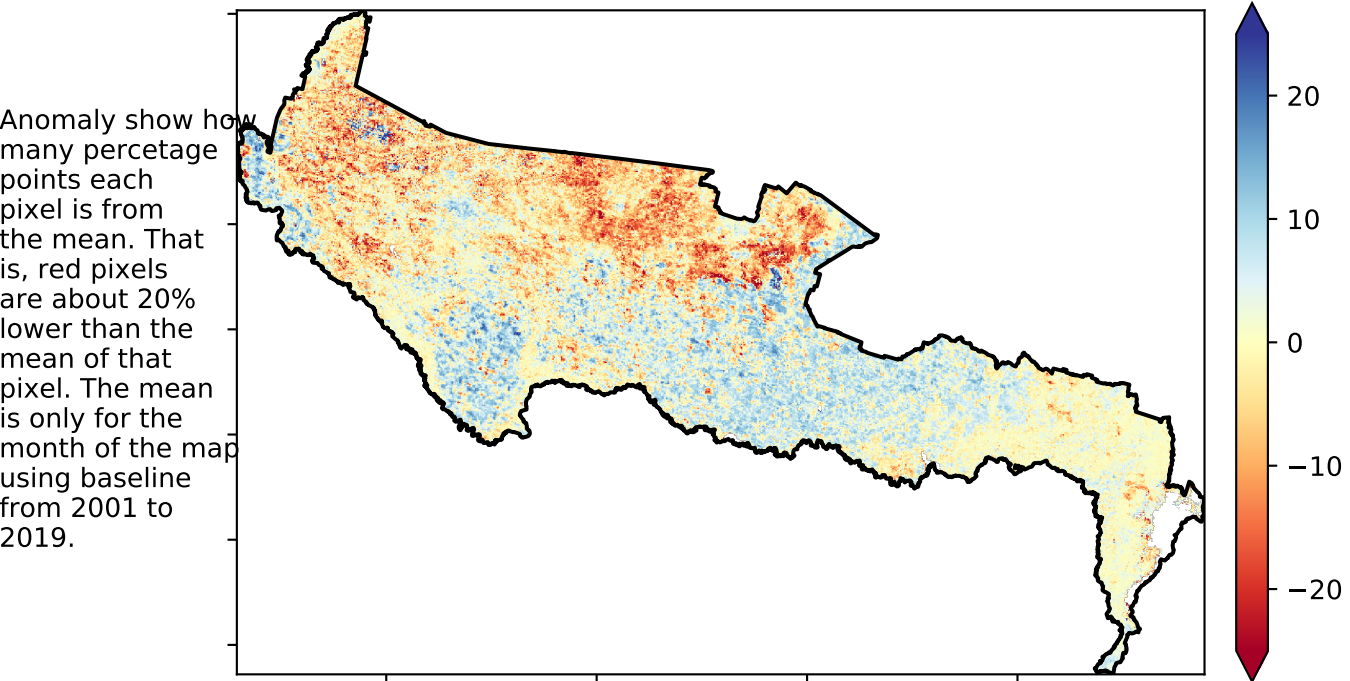 Anomaly show how
many percetage
points each
pixel is from
the mean. That
is, red pixels
are about 20%
lower than the
mean of that
pixel. The mean
is only for the
month of the map
using baseline
from 2001 to
2019.
20
10
0
−10
−20